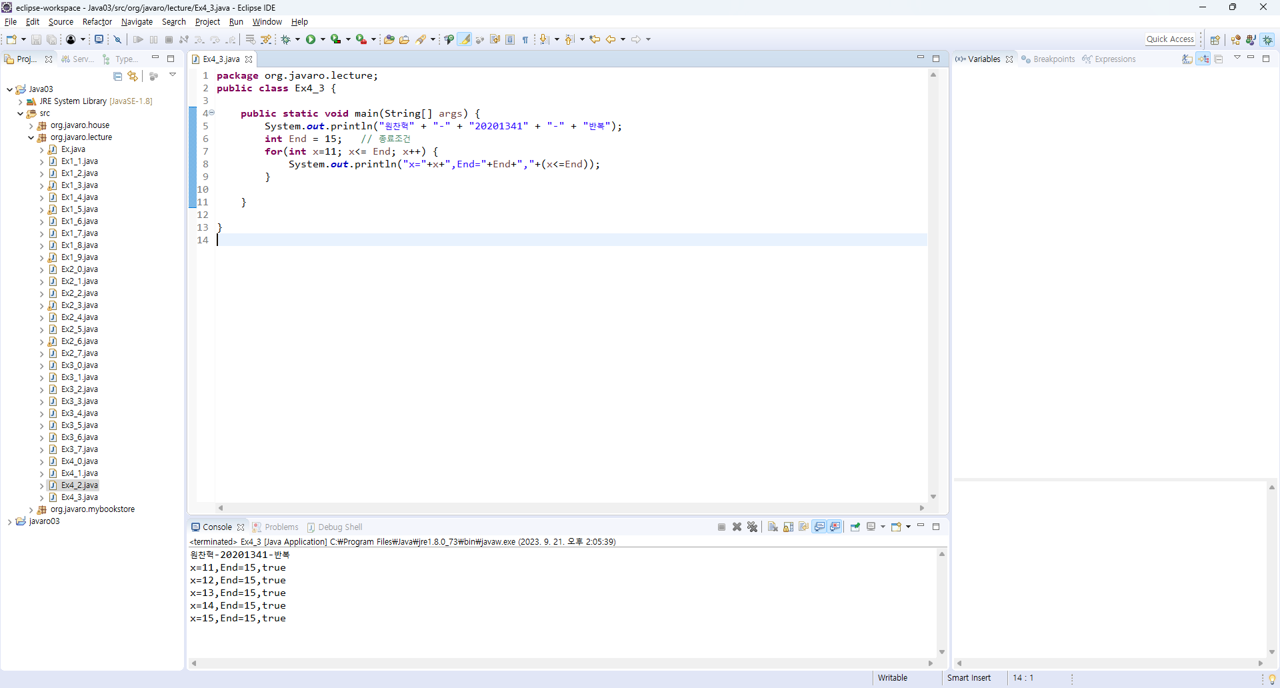 eclipse-workspace - Java03/src/org/javaro/lecture/Ex4_3.java - Eclipse IDE
File Edit Source Refactor Navigate Search Project Run Window Help
Quick Access
Proj... Serv... Type...
Java03
JRE System Library [JavaSE-1.8]
src
org.javaro.house
org.javaro.lecture
Ex.java
Ex1_1.java
Ex1_2.java
Ex1_3.java
Ex1_4.java
Ex1_5.java
Ex1_6.java
Ex1_7.java
Ex1_8.java
Ex1_9.java
Ex2_0.java
Ex2_1.java
Ex2_2.java
Ex2_3.java
Ex2_4.java
Ex2_5.java
Ex2_6.java
Ex2_7.java
Ex3_0.java
Ex3_1.java
Ex3_2.java
Ex3_3.java
Ex3_4.java
Ex3_5.java
Ex3_6.java
Ex3_7.java
Ex4_0.java
Ex4_1.java
Ex4_2.java
Ex4_3.java
org.javaro.mybookstore
javaro03
Ex4_3.java
1 package org.javaro.lecture;
2 public class Ex4_3 {
3
4 public static void main(String[] args) {
5 System.out.println("원찬혁" + "-" + "20201341" + "-" + "반복");
6 int End = 15; // 종료조건
7 for(int x=11; x<= End; x++) {
8 System.out.println("x="+x+",End="+End+","+(x<=End));
9 }
10
11 }
12
13 }
14
Console Problems Debug Shell
<terminated> Ex4_3 [Java Application] C:₩Program Files₩Java₩jre1.8.0_73₩bin₩javaw.exe (2023. 9. 21. 오후 2:05:39)
원찬혁-20201341-반복
x=11,End=15,true
x=12,End=15,true
x=13,End=15,true
x=14,End=15,true
x=15,End=15,true
(x)= Variables Breakpoints Expressions
Writable Smart Insert 14 : 1